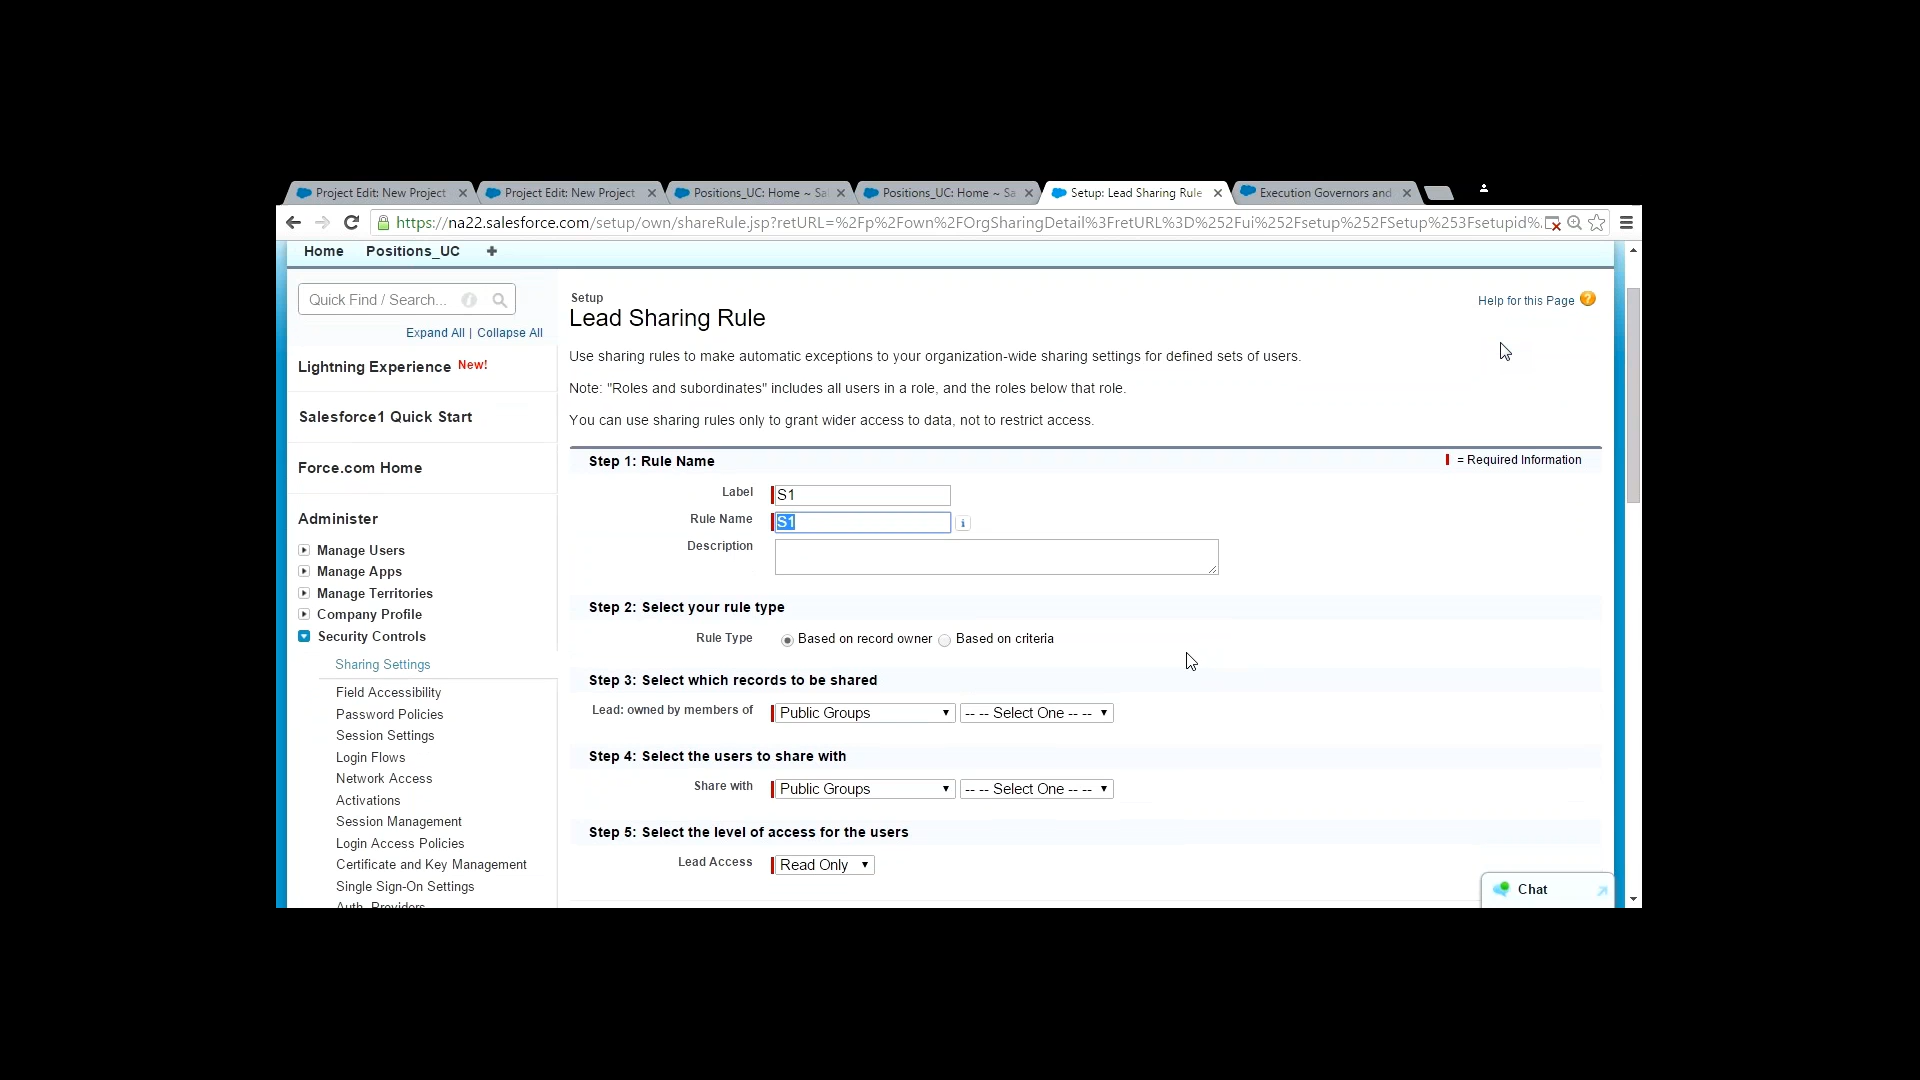 Project Edit: New Project
Project Edit: New Project
Positions_UC: Home ~ Sa
Positions_UC: Home ~ Sa
Setup: Lead Sharing Rule
Execution Governors and
https://na22.salesforce.com/setup/own/shareRule.jsp?retURL=%2Fp%2Fown%2FOrgSharingDetail%3FretURL%3D%252Fui%252Fsetup%252FSetup%253Fsetupid%
Home Positions_UC +
Quick Find / Search...
Expand All | Collapse All
Lightning Experience New!
Salesforce1 Quick Start
Force.com Home
Administer
Manage Users
Manage Apps
Manage Territories
Company Profile
Security Controls
Sharing Settings
Field Accessibility
Password Policies
Session Settings
Login Flows
Network Access
Activations
Session Management
Login Access Policies
Certificate and Key Management
Single Sign-On Settings
Auth. Providers
Setup
Lead Sharing Rule
Help for this Page ?
Use sharing rules to make automatic exceptions to your organization-wide sharing settings for defined sets of users.
Note: "Roles and subordinates" includes all users in a role, and the roles below that role.
You can use sharing rules only to grant wider access to data, not to restrict access.
Step 1: Rule Name
= Required Information
Label S1
Rule Name S1 i
Description
Step 2: Select your rule type
Rule Type Based on record owner Based on criteria
Step 3: Select which records to be shared
Lead: owned by members of Public Groups -- -- Select One -- --
Step 4: Select the users to share with
Share with Public Groups -- -- Select One -- --
Step 5: Select the level of access for the users
Lead Access Read Only
Chat